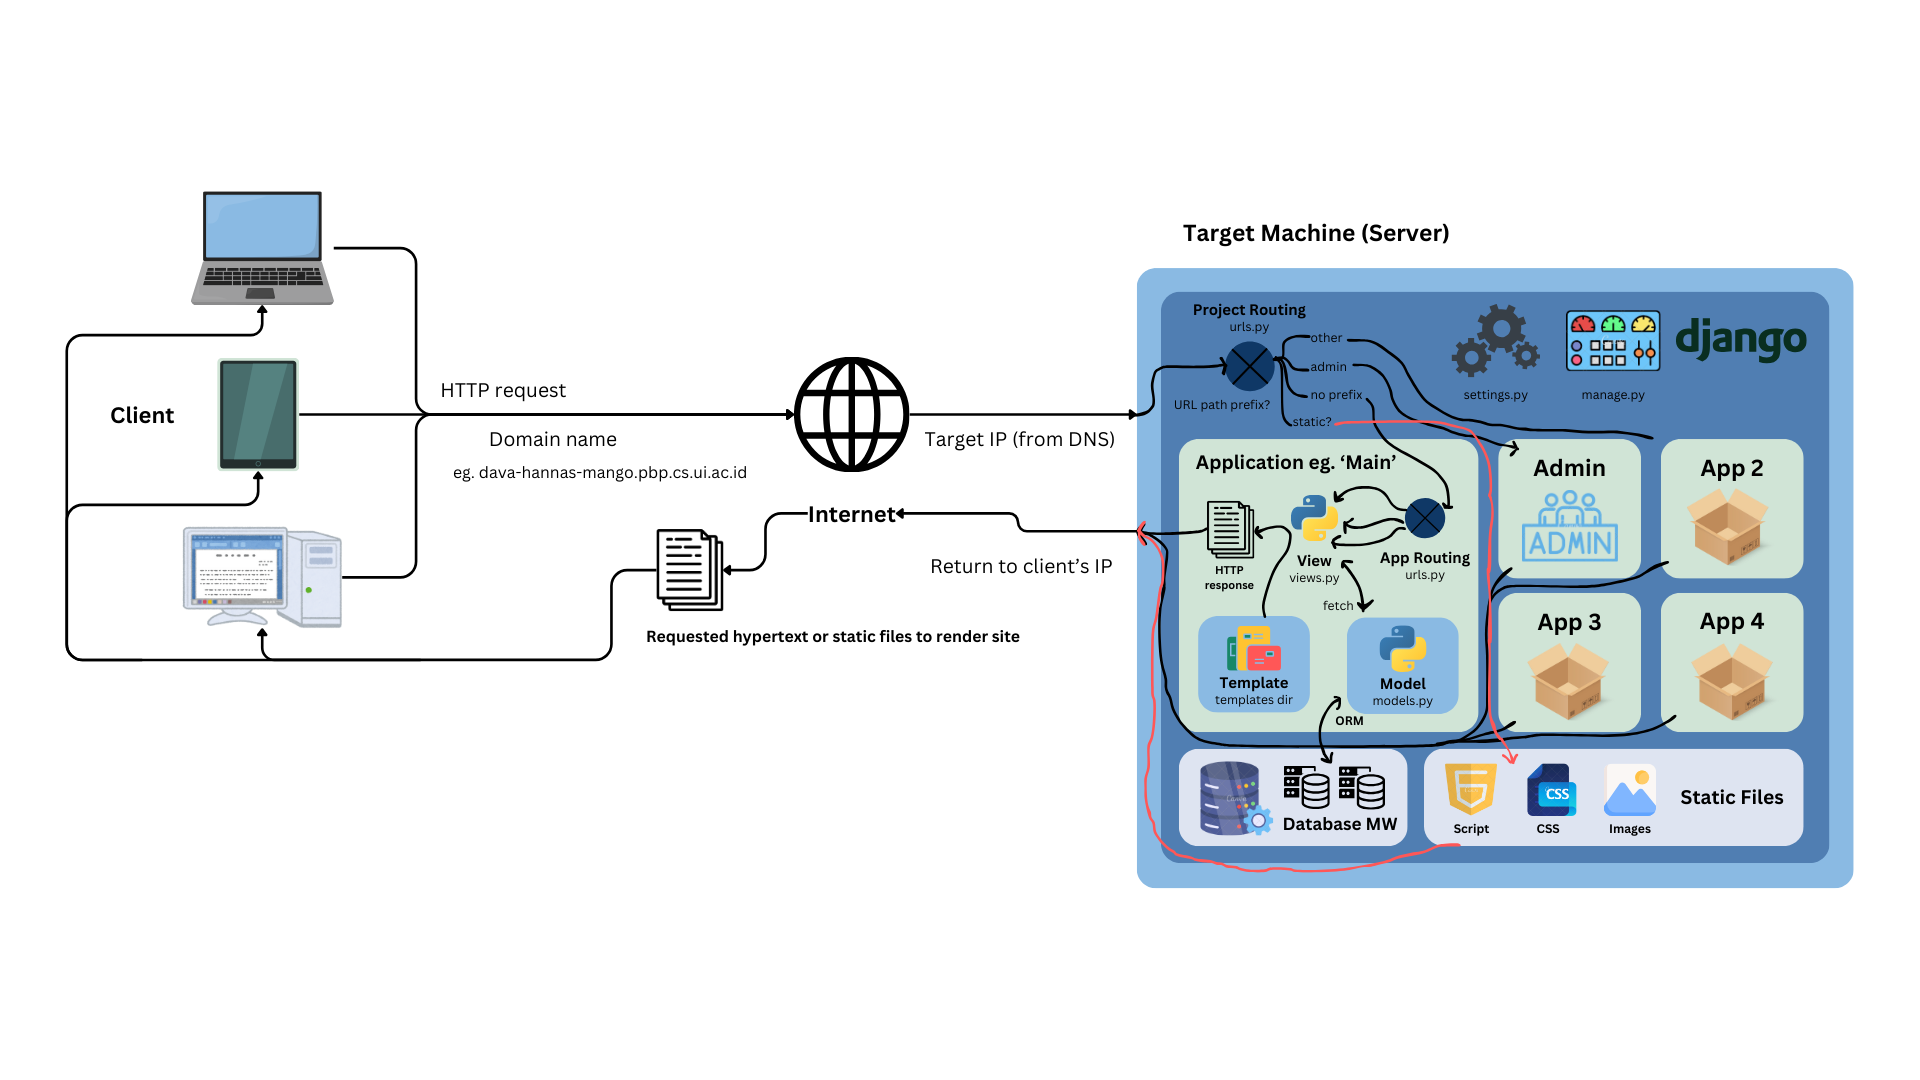 Target Machine (Server)
Project Routing
urls.py
other
admin
no prefix
static?
URL path prefix?
settings.py
manage.py
django
Client
HTTP request
Domain name
eg. dava-hannas-mango.pbp.cs.ui.ac.id
Target IP (from DNS)
Internet
Return to client's IP
Requested hypertext or static files to render site
Application eg. ‘Main’
HTTP
response
View
views.py
App Routing
urls.py
fetch
Template
templates dir
Model
models.py
ORM
Admin
ADMIN
App 2
App 3
App 4
Database MW
Script
CSS
CSS
Images
Static Files